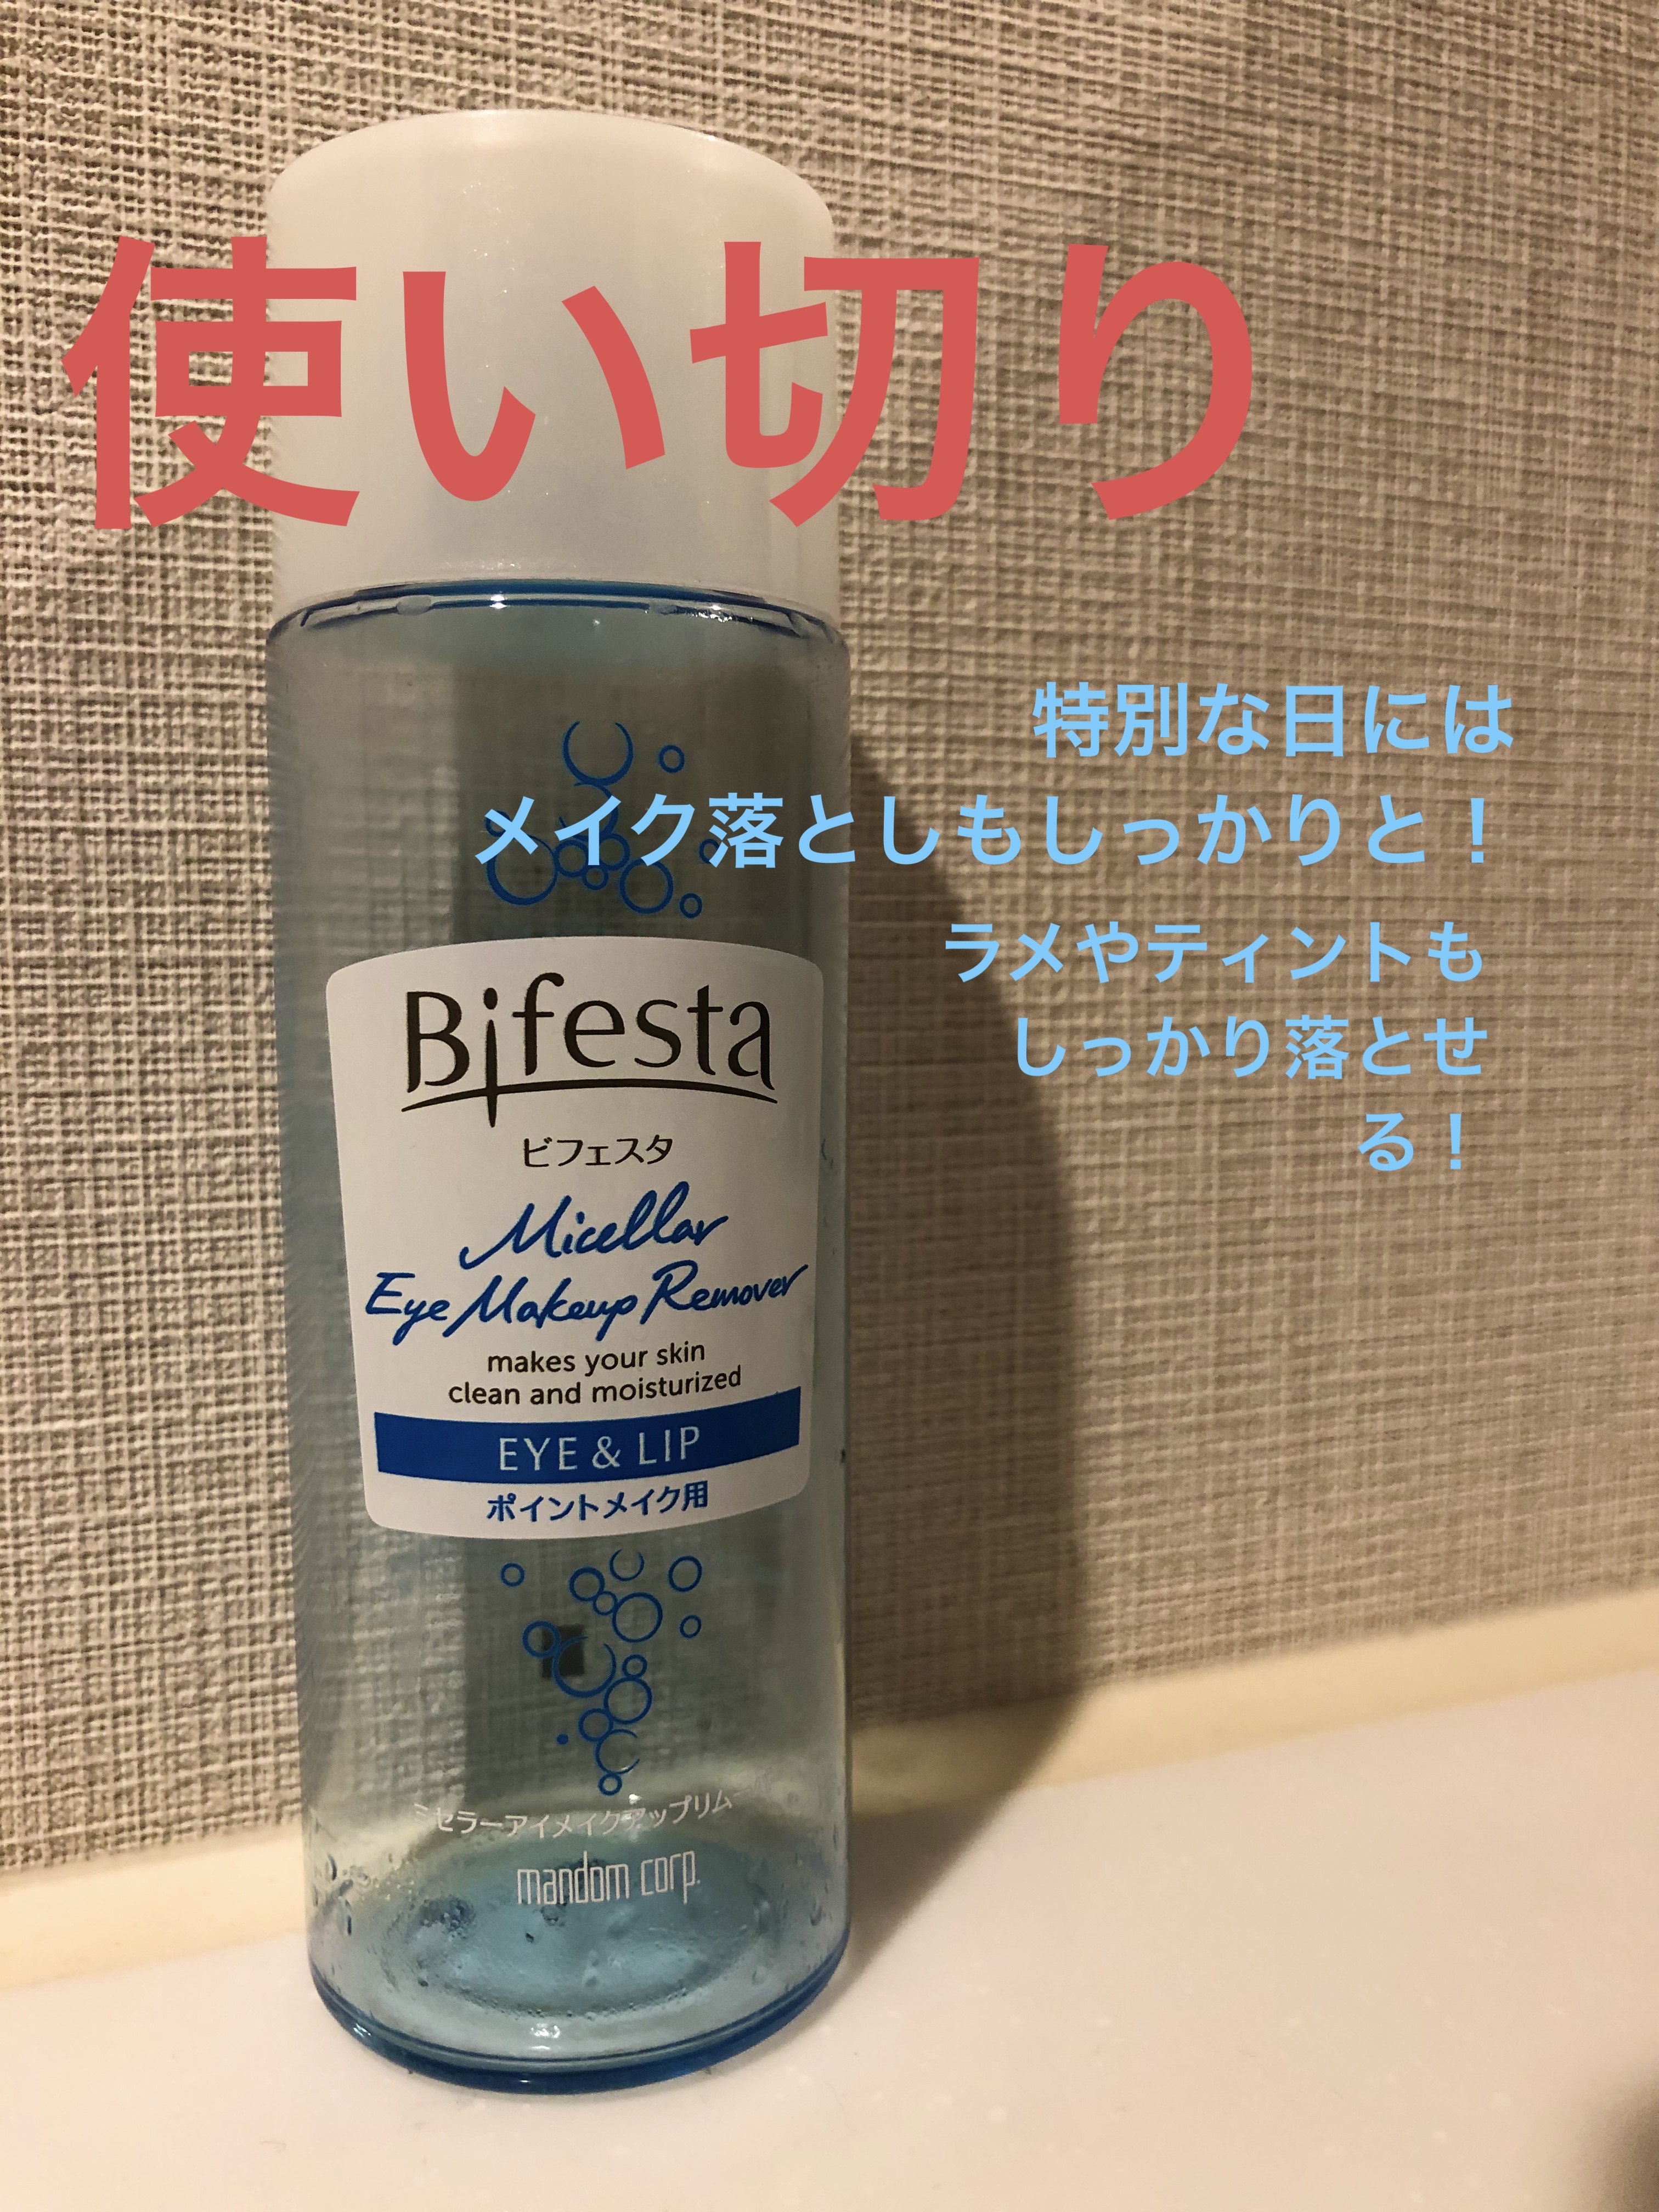 使い切り
特別な日には
メイク落としもしっかりと！
ラメやティントも
しっかり落とせ
る！
Bifesta
ビフェスタ
Micellar
Eye Makeup Remover
makes your skin
clean and moisturized
EYE & LIP
ポイントメイク用
ミセラーアイメイクアップリム
mandom corp.